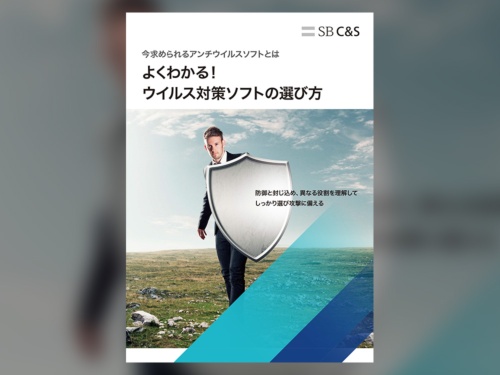 SB C&S
今求められるアンチウイルスソフトとは
よくわかる！
ウイルス対策ソフトの選び方
防御と封じ込め、異なる役割を理解して
しっかり選び攻撃に備える